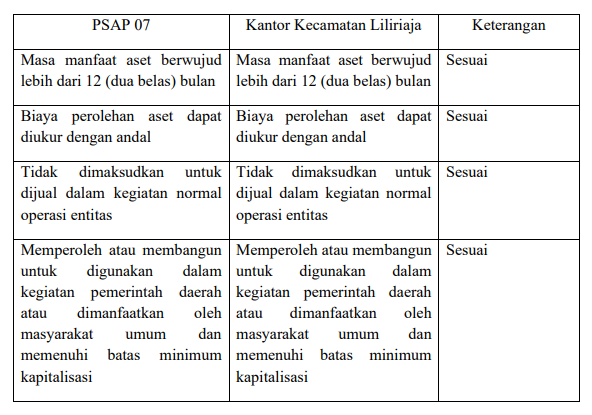 PSAP 07 Kantor Kecamatan Liliriaja Keterangan
Masa manfaat aset berwujud
lebih dari 12 (dua belas) bulan
Masa manfaat aset berwujud
lebih dari 12 (dua belas) bulan
Sesuai
Biaya perolehan aset dapat
diukur dengan andal
Biaya perolehan aset dapat
diukur dengan andal
Sesuai
Tidak dimaksudkan untuk
dijual dalam kegiatan normal
operasi entitas
Tidak dimaksudkan untuk
dijual dalam kegiatan normal
operasi entitas
Sesuai
Memperoleh atau membangun
untuk digunakan dalam
kegiatan pemerintah daerah
atau dimanfaatkan oleh
masyarakat umum dan
memenuhi batas minimum
kapitalisasi
Memperoleh atau membangun
untuk digunakan dalam
kegiatan pemerintah daerah
atau dimanfaatkan oleh
masyarakat umum dan
memenuhi batas minimum
kapitalisasi
Sesuai